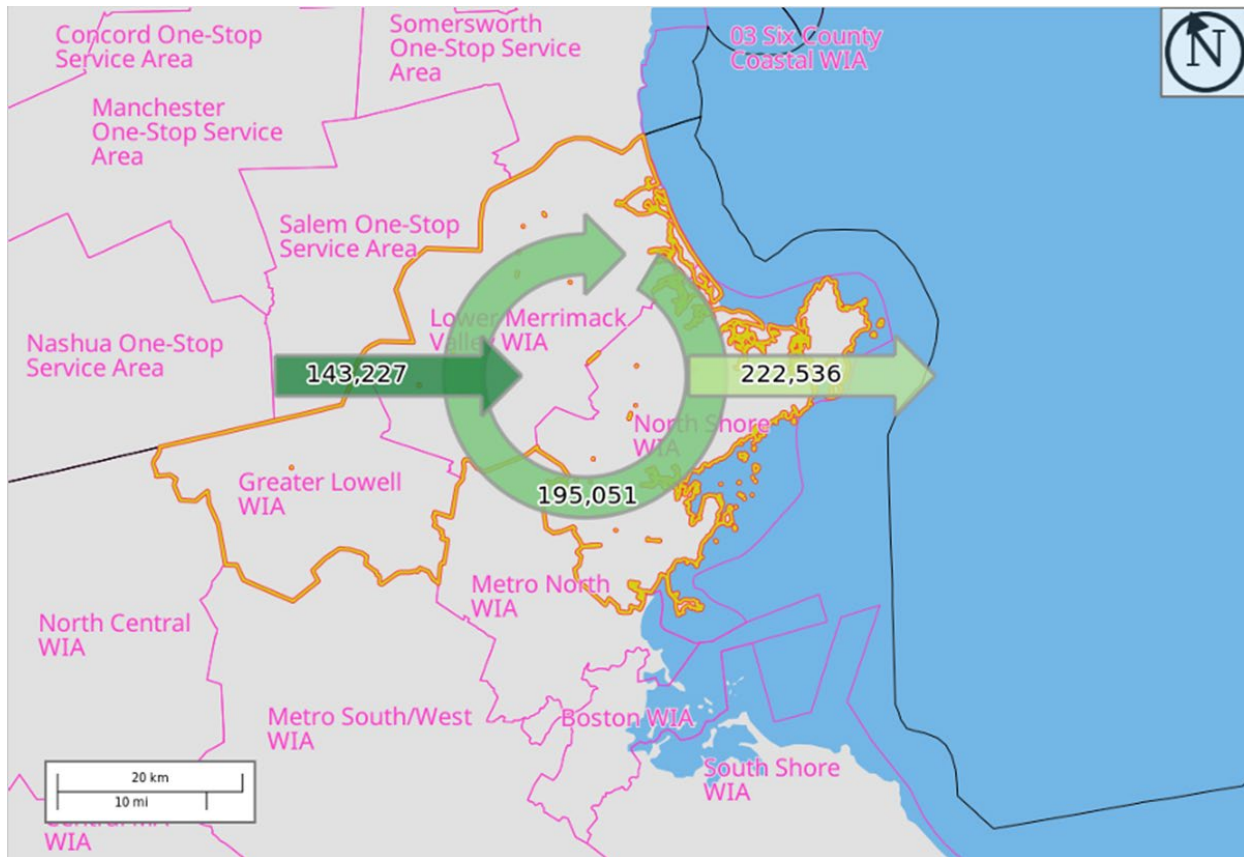 Concord One-Stop
Service Area
Somersworth
One-Stop Service
Area
03 Six County
Coastal WIA
N
Manchester
One-Stop Service
Area
Salem One-Stop
Service Area
Nashua One-Stop
Service Area
Lower Merrimack
Valley WIA
143,227
222,536
North Shore
WIA
Greater Lowell
WIA
195,051
Metro North
WIA
North Central
WIA
Metro South/West
WIA
Boston WIA
South Shore
WIA
20 km
10 mi
Central MA
WIA